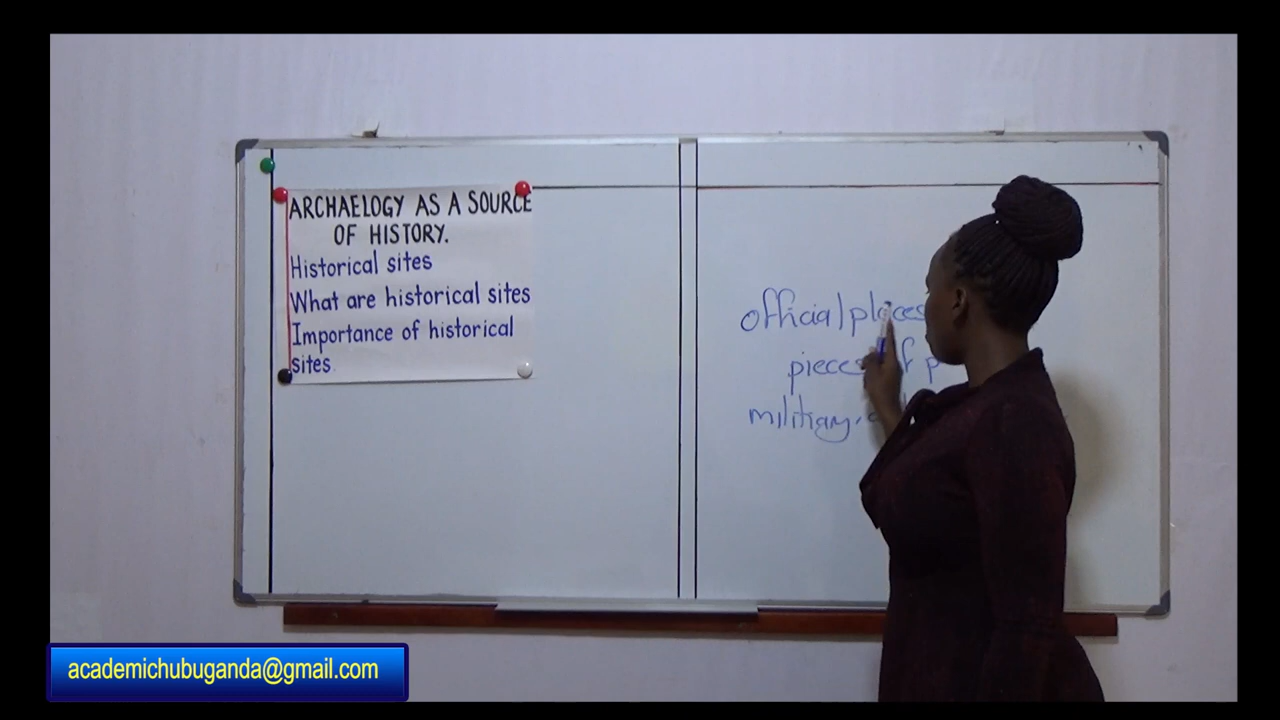 ARCHAELOGY AS A SOURCE
OF HISTORY.
Historical sites
What are historical sites
Importance of historical
sites
official places
pieces of
military,
academichubuganda@gmail.com